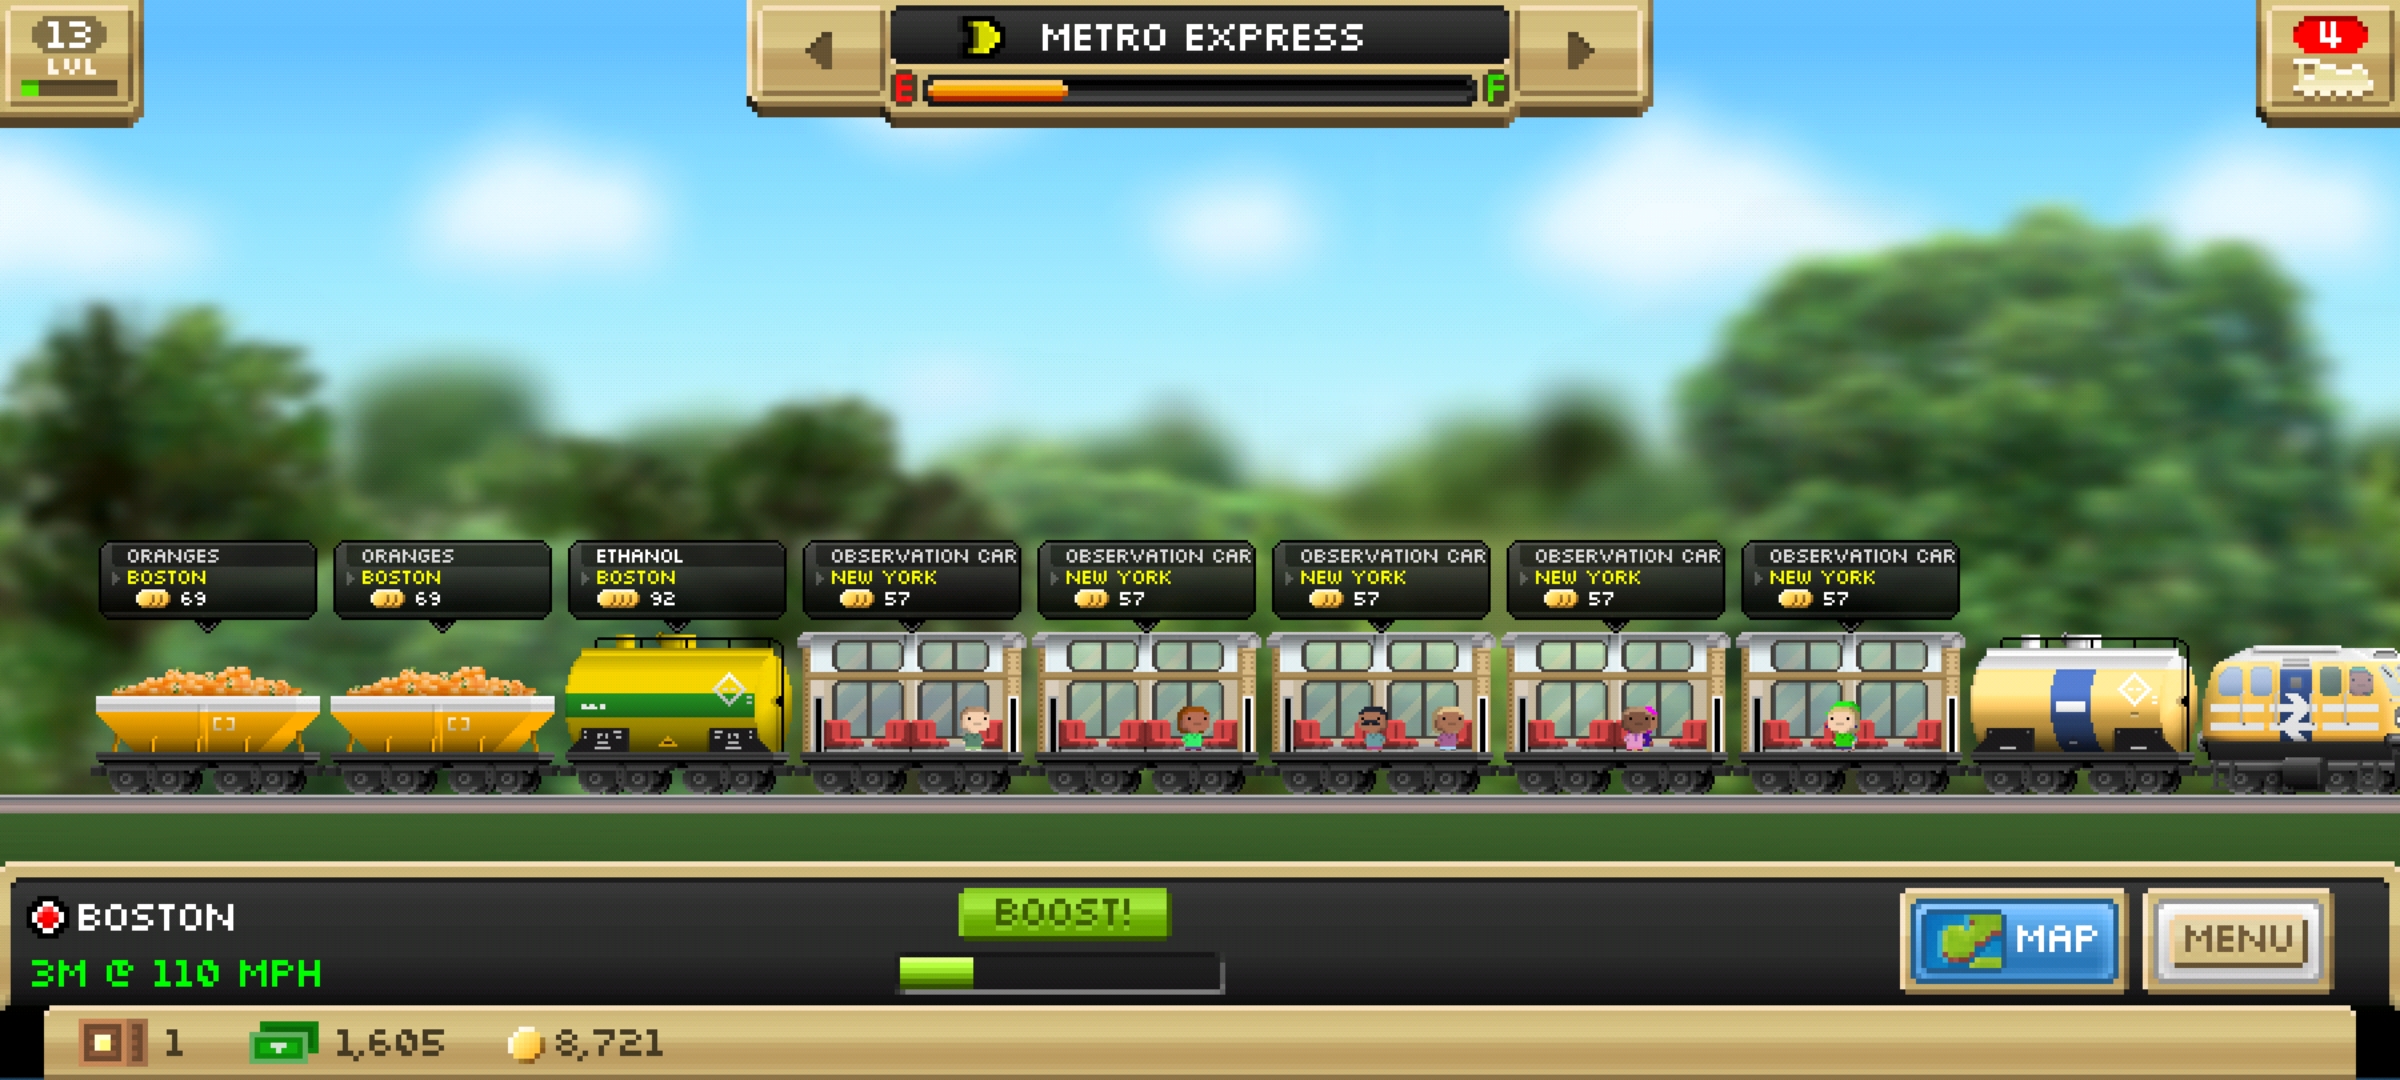 13
LVL
METRO EXPRESS
E F
4
ORANGES
BOSTON
69
ORANGES
BOSTON
69
ETHANOL
BOSTON
92
OBSERVATION CAR
NEW YORK
57
OBSERVATION CAR
NEW YORK
57
OBSERVATION CAR
NEW YORK
57
OBSERVATION CAR
NEW YORK
57
OBSERVATION CAR
NEW YORK
57
BOSTON
3M @ 110 MPH
BOOST!
MAP
MENU
1 1,605 8,721